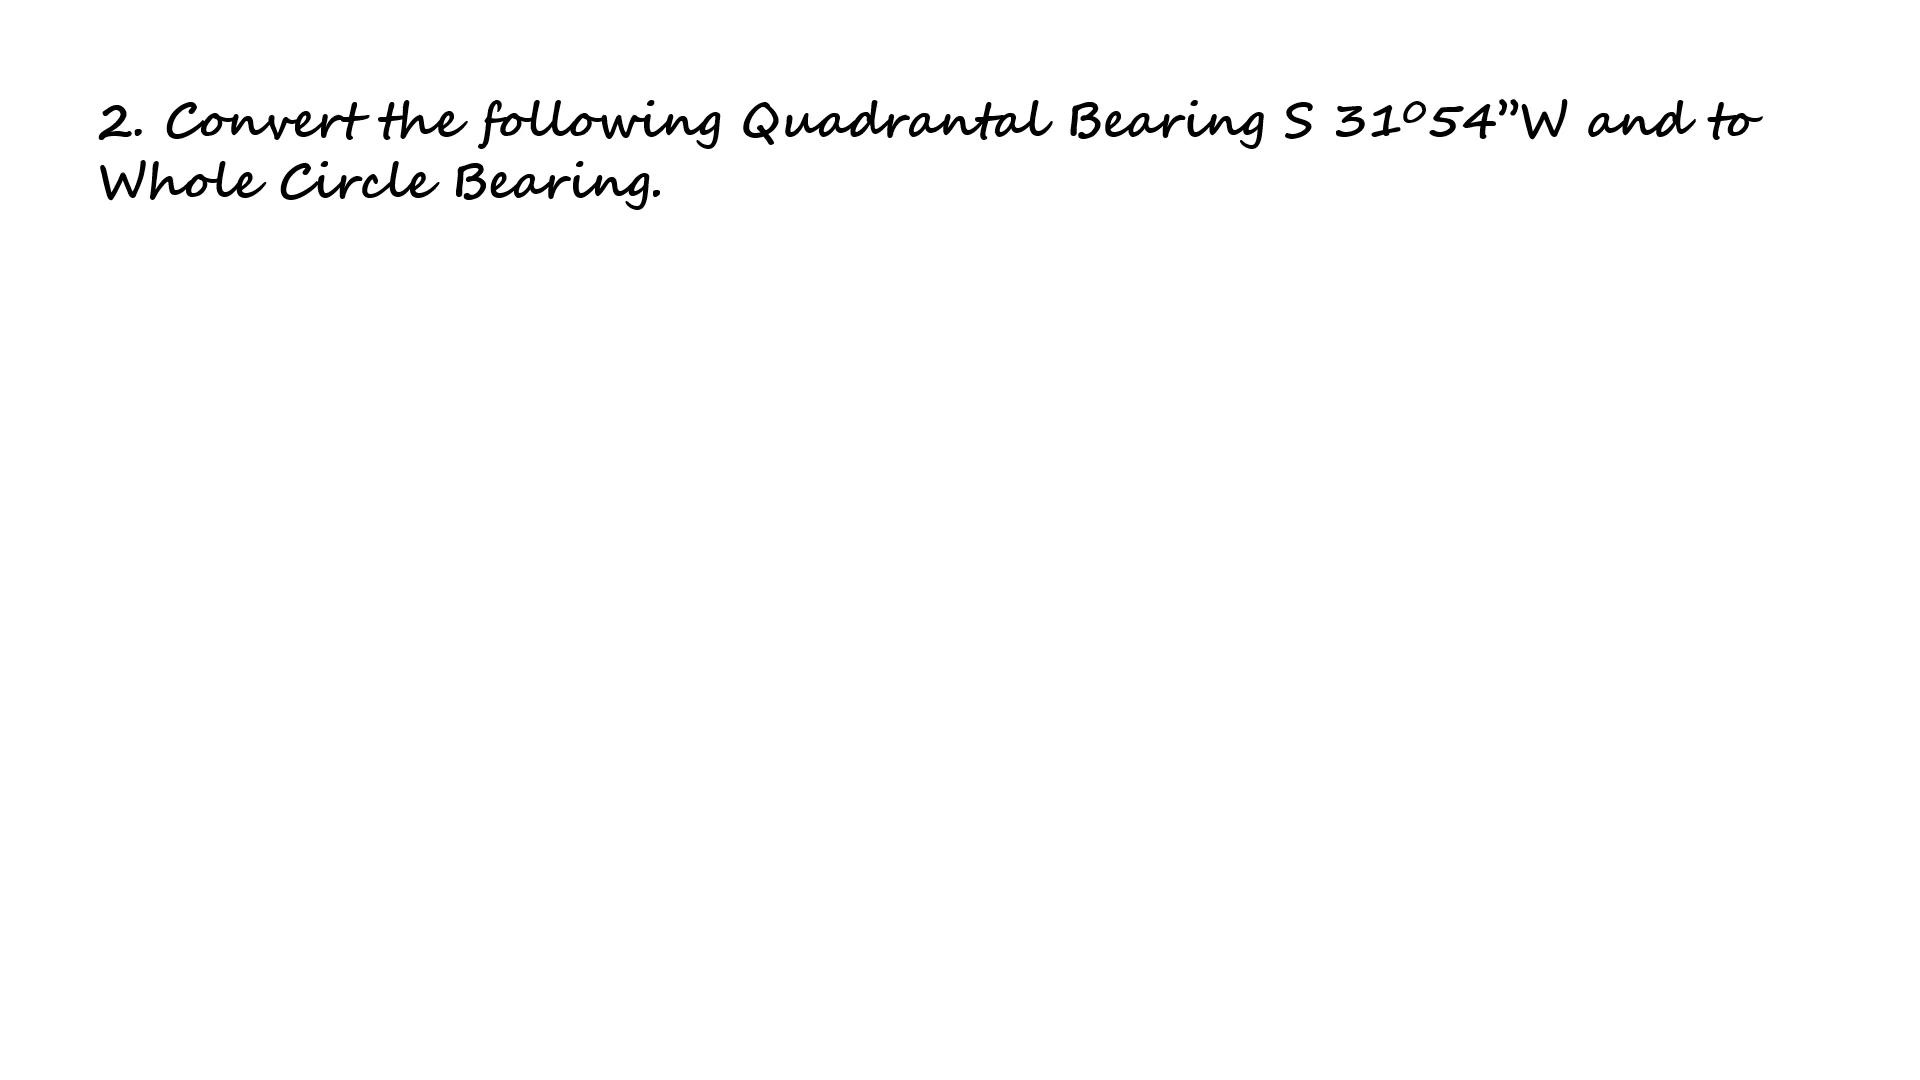 2. Convert the following Quadrantal Bearing S 31°54”W and to
Whole Circle Bearing.